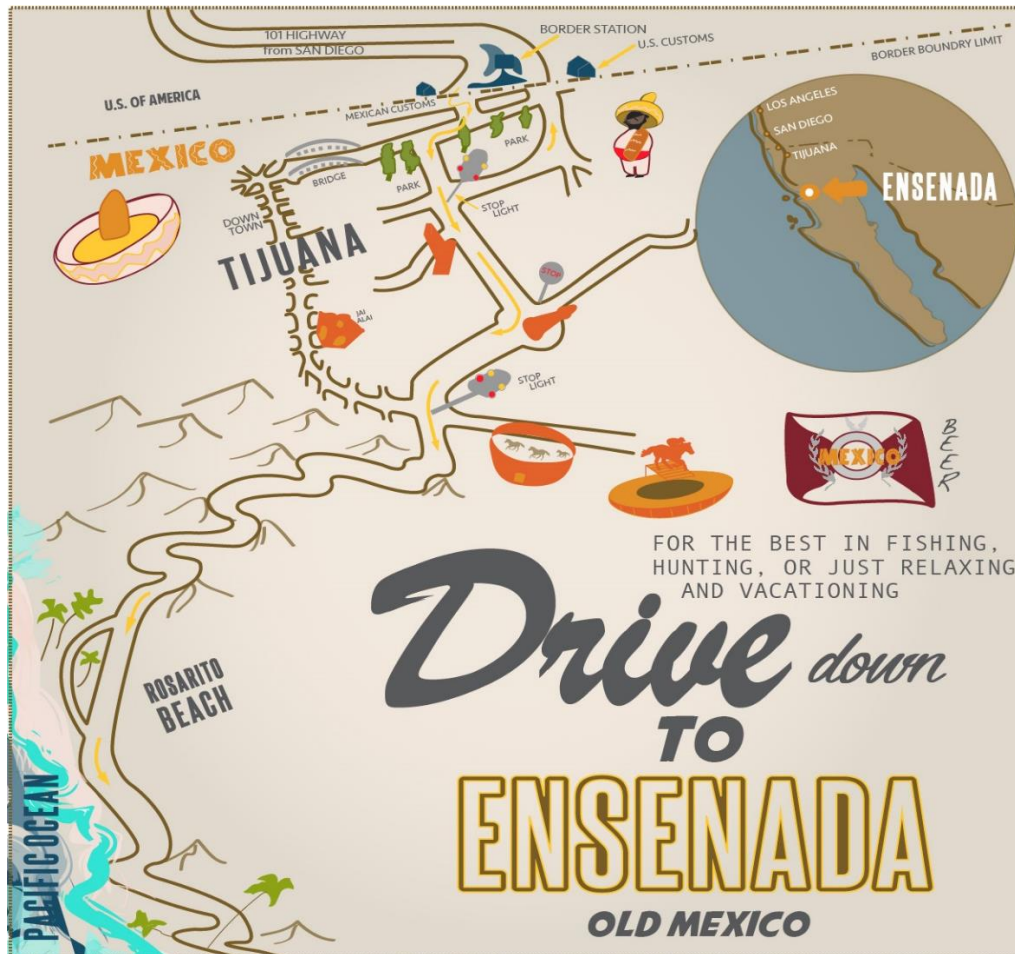 101 HIGHWAY
from SAN DIEGO
BORDER STATION
U.S. CUSTOMS
BORDER BOUNDRY LIMIT
U.S. OF AMERICA
MEXICAN CUSTOMS
MEXICO
BRIDGE
PARK
PARK
STOP
LIGHT
DOWN
TOWN
TIJUANA
LOS ANGELES
SAN DIEGO
TIJUANA
ENSENADA
STOP
JAI
ALAI
STOP
LIGHT
MEXICO
BEER
FOR THE BEST IN FISHING,
HUNTING, OR JUST RELAXING
AND VACATIONING
Drive down
TO
ENSENADA
OLD MEXICO
ROSARITO
BEACH
PACIFIC OCEAN